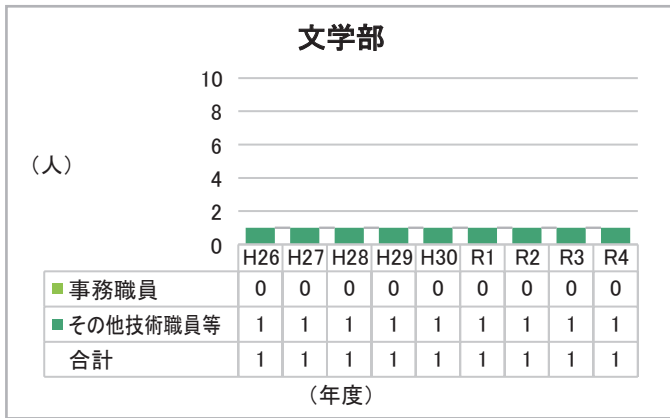 文学部
10
8
6
4
2
0
（人）
H26 H27 H28 H29 H30 R1 R2 R3 R4
事務職員 0 0 0 0 0 0 0 0 0
その他技術職員等 1 1 1 1 1 1 1 1 1
合計 1 1 1 1 1 1 1 1 1
（年度）